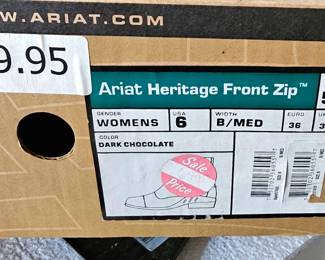 W.ARIAT.COM
9.95
Ariat Heritage Front Zip™
GENDER
WOMENS
USA
6
WIDTH
B/MED
EURO
36
COLOR
DARK CHOCOLATE
Sale
Price